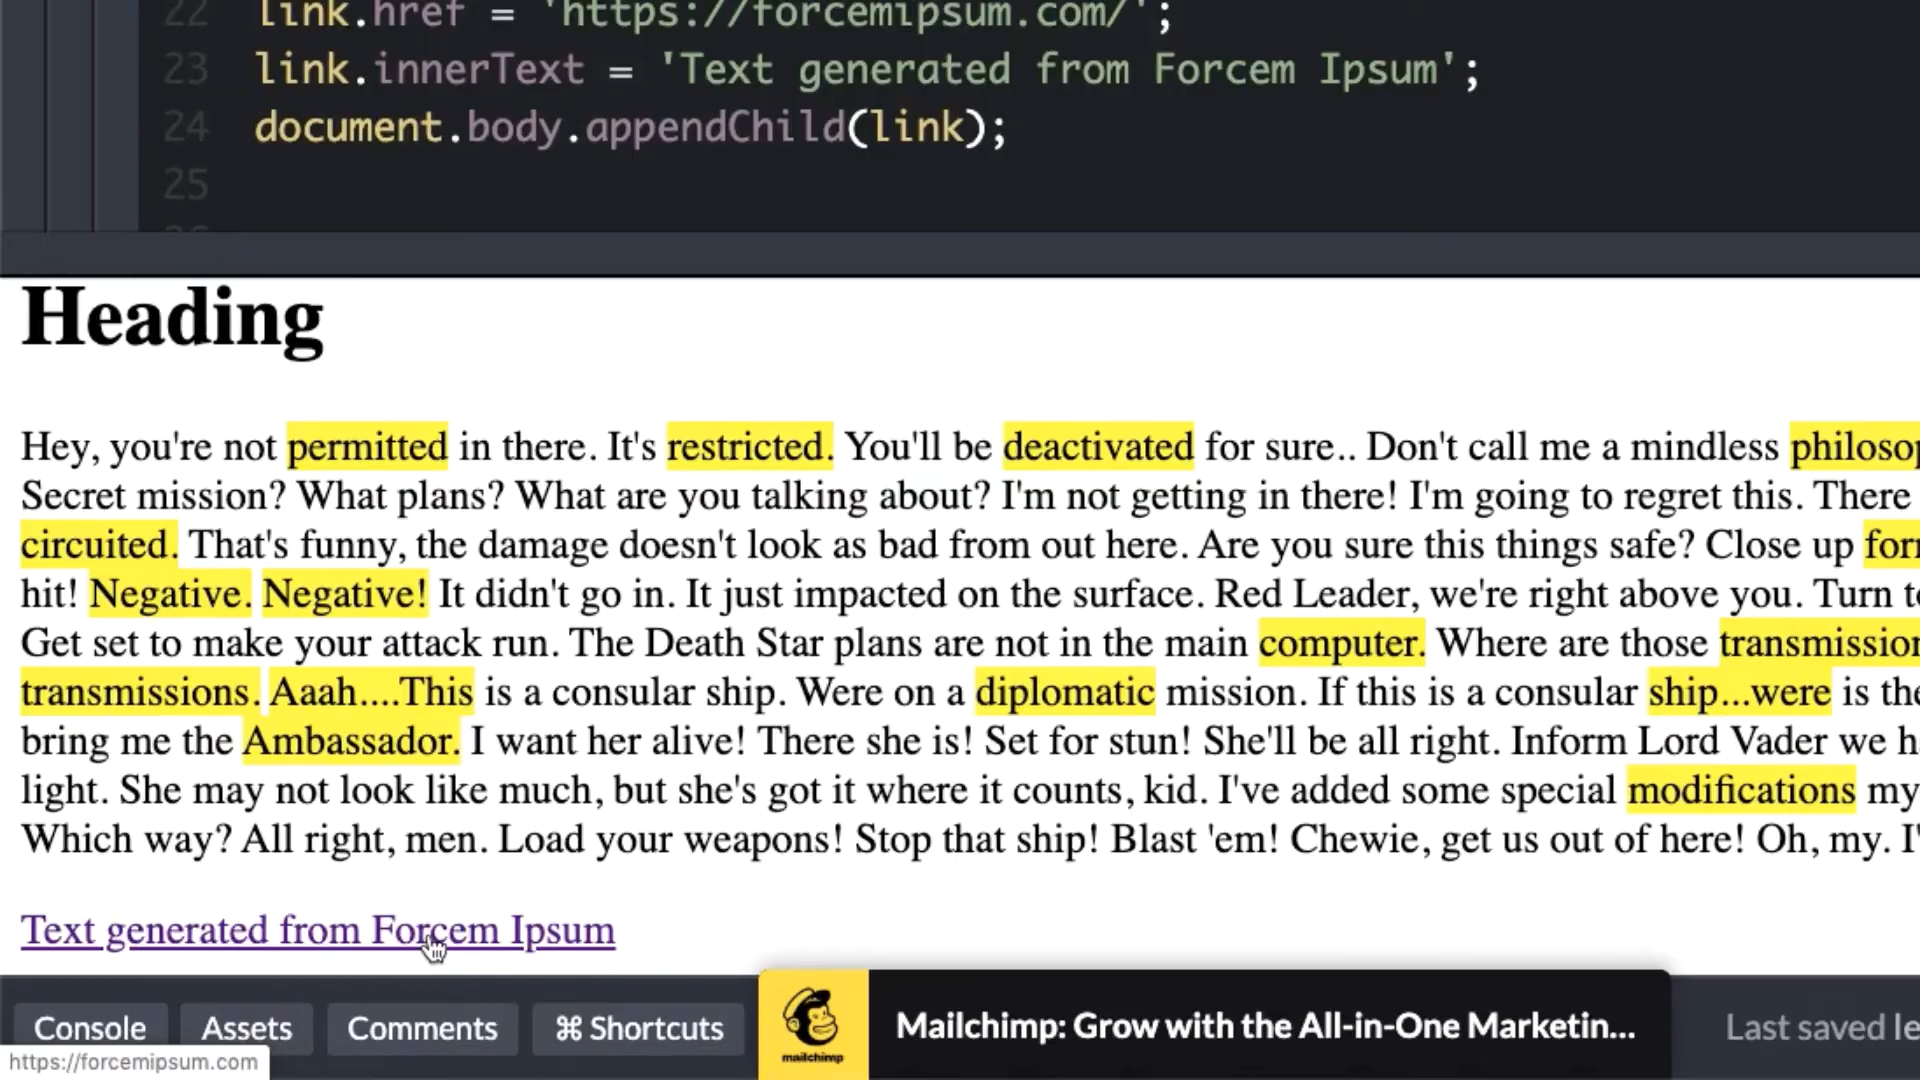 22 link.href = 'https://forcemipsum.com/';
23 link.innerText = 'Text generated from Forcem Ipsum';
24 document.body.appendChild(link);
25
Heading
Hey, you're not permitted in there. It's restricted. You'll be deactivated for sure.. Don't call me a mindless philosop
Secret mission? What plans? What are you talking about? I'm not getting in there! I'm going to regret this. There
circuited. That's funny, the damage doesn't look as bad from out here. Are you sure this things safe? Close up for
hit! Negative. Negative! It didn't go in. It just impacted on the surface. Red Leader, we're right above you. Turn to
Get set to make your attack run. The Death Star plans are not in the main computer. Where are those transmission
transmissions. Aaah....This is a consular ship. Were on a diplomatic mission. If this is a consular ship...were is the
bring me the Ambassador. I want her alive! There she is! Set for stun! She'll be all right. Inform Lord Vader we h
light. She may not look like much, but she's got it where it counts, kid. I've added some special modifications my
Which way? All right, men. Load your weapons! Stop that ship! Blast 'em! Chewie, get us out of here! Oh, my. I'
Text generated from Forcem Ipsum
Console Assets Comments ⌘ Shortcuts mailchimp Mailchimp: Grow with the All-in-One Marketin... Last saved le
https://forcemipsum.com